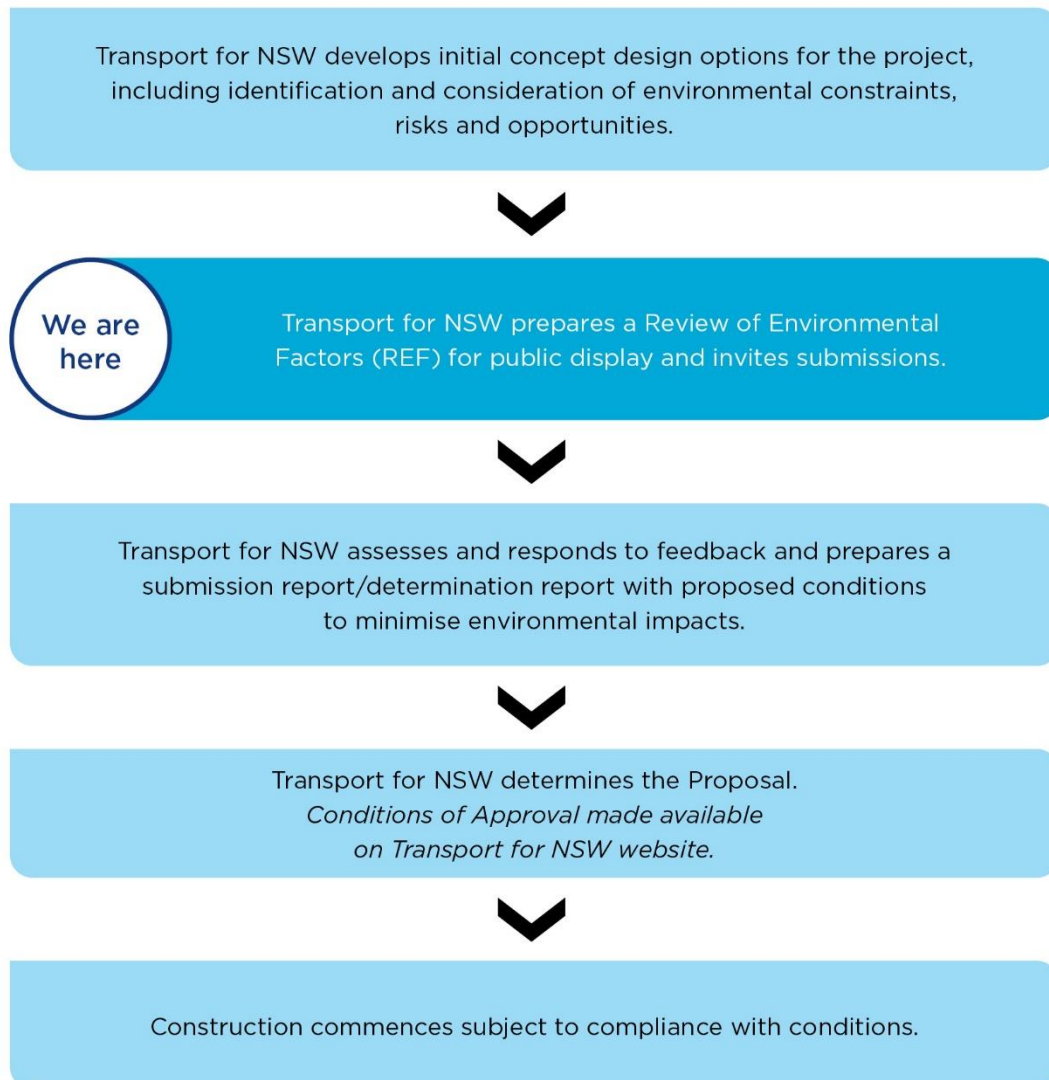 Transport for NSW develops initial concept design options for the project,
including identification and consideration of environmental constraints,
risks and opportunities.
We are
here
Transport for NSW prepares a Review of Environmental
Factors (REF) for public display and invites submissions.
Transport for NSW assesses and responds to feedback and prepares a
submission report/determination report with proposed conditions
to minimise environmental impacts.
Transport for NSW determines the Proposal.
Conditions of Approval made available
on Transport for NSW website.
Construction commences subject to compliance with conditions.